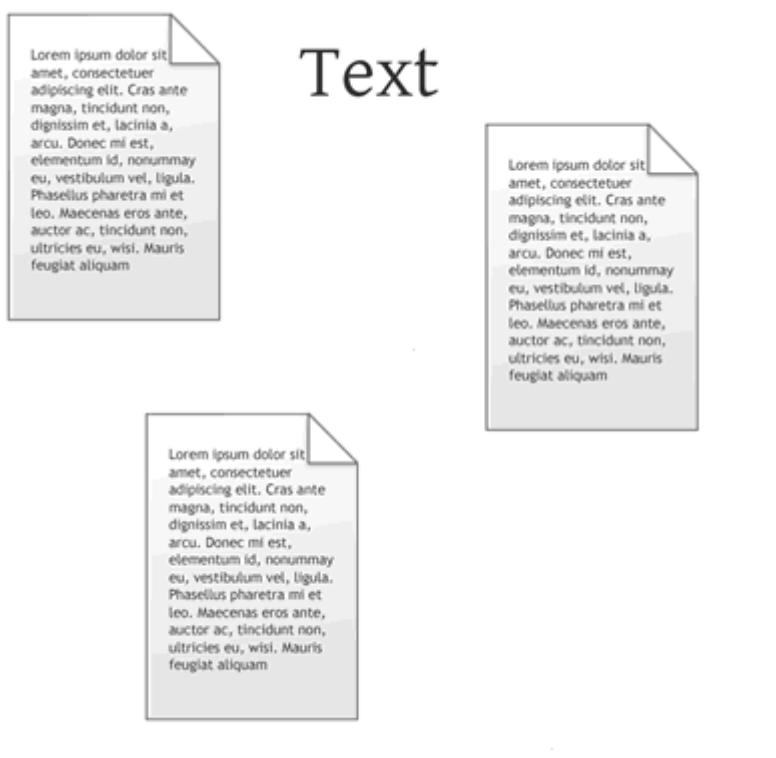 Lorem ipsum dolor sit
amet, consectetuer
adipiscing elit. Cras ante
magna, tincidunt non,
dignissim et, lacinia a,
arcu. Donec mi est,
elementum id, nonummay
eu, vestibulum vel, ligula.
Phasellus pharetra mi et
leo. Maecenas eros ante,
auctor ac, tincidunt non,
ultricies eu, wisi. Mauris
feugiat aliquam
Text
Lorem ipsum dolor sit
amet, consectetuer
adipiscing elit. Cras ante
magna, tincidunt non,
dignissim et, lacinia a,
arcu. Donec mi est,
elementum id, nonummay
eu, vestibulum vel, ligula.
Phasellus pharetra mi et
leo. Maecenas eros ante,
auctor ac, tincidunt non,
ultricies eu, wisi. Mauris
feugiat aliquam
Lorem ipsum dolor sit
amet, consectetuer
adipiscing elit. Cras ante
magna, tincidunt non,
dignissim et, lacinia a,
arcu. Donec mi est,
elementum id, nonummay
eu, vestibulum vel, ligula.
Phasellus pharetra mi et
leo. Maecenas eros ante,
auctor ac, tincidunt non,
ultricies eu, wisi. Mauris
feugiat aliquam